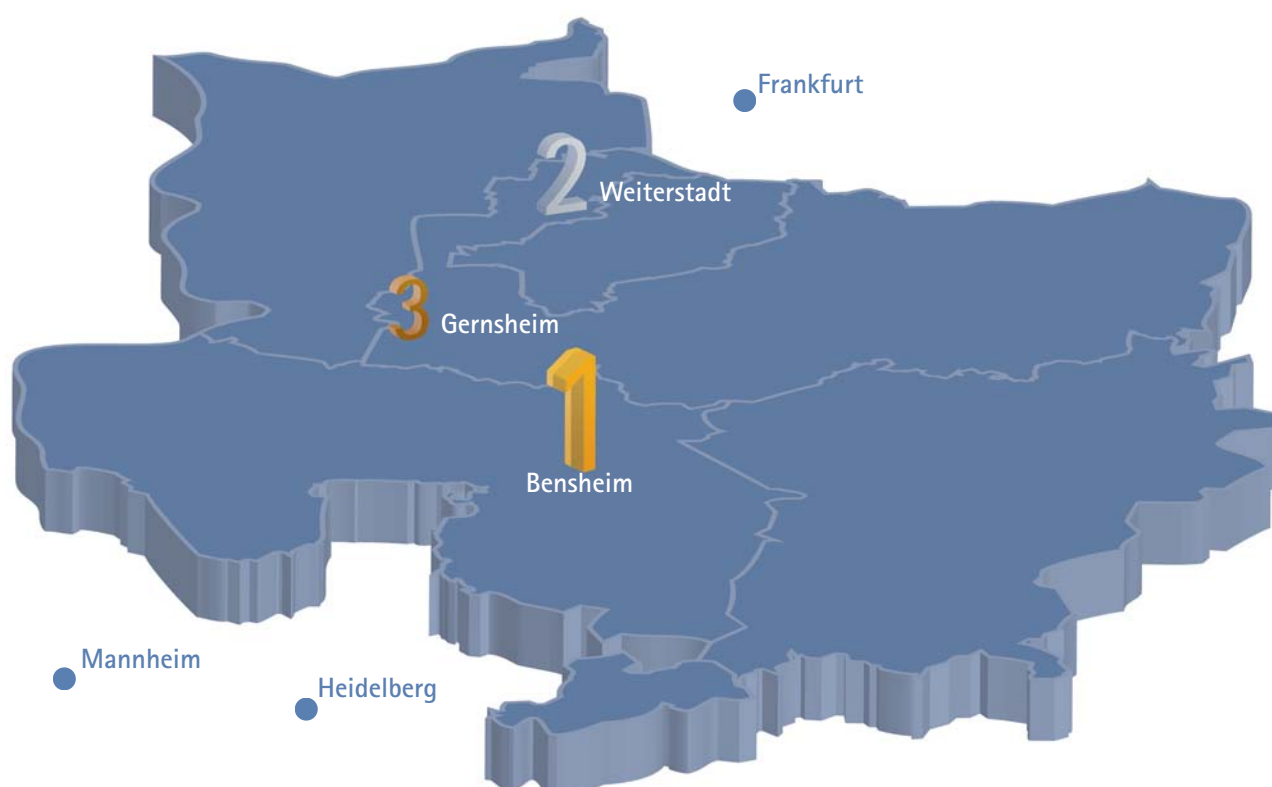 Frankfurt
2 Weiterstadt
3 Gernsheim
1
Bensheim
Mannheim
Heidelberg